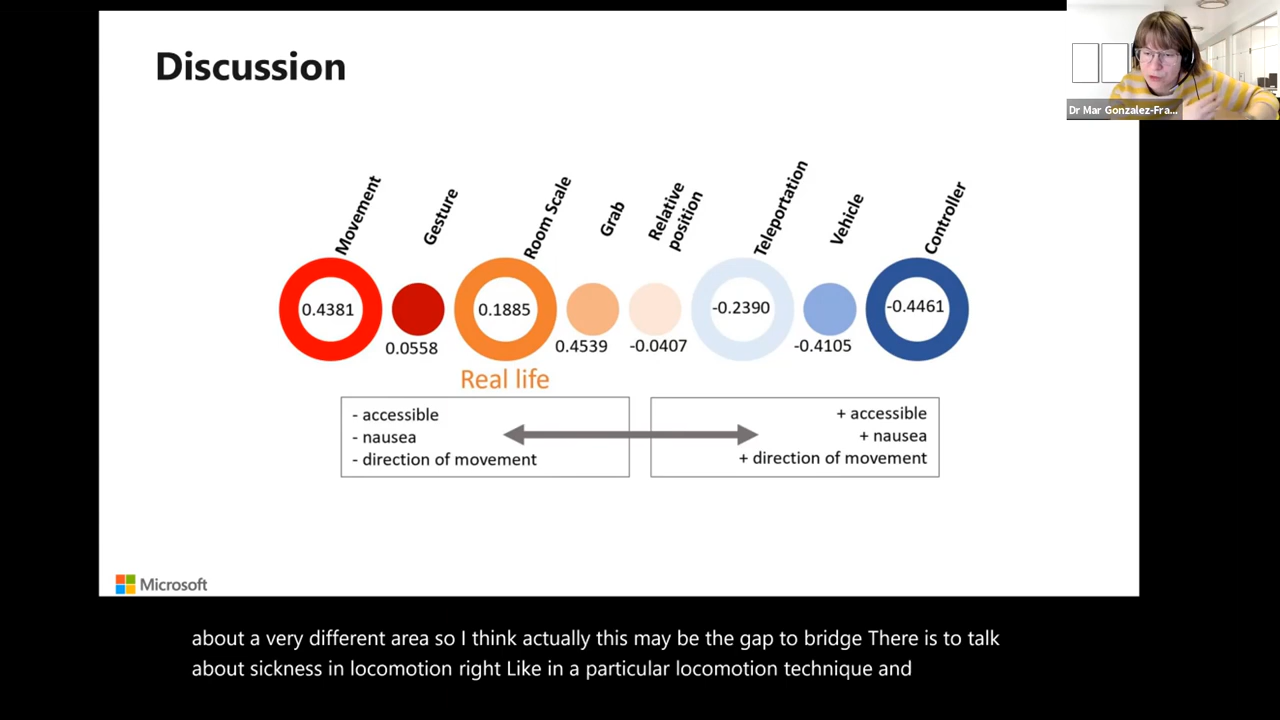 Discussion
Dr Mar Gonzalez-Fra...
Movement
Gesture
Room Scale
Grab
Relative
position
Teleportation
Vehicle
Controller
0.4381
0.0558
0.1885
0.4539
-0.0407
-0.2390
-0.4105
-0.4461
Real life
- accessible
- nausea
- direction of movement
+ accessible
+ nausea
+ direction of movement
Microsoft
about a very different area so I think actually this may be the gap to bridge There is to talk
about sickness in locomotion right Like in a particular locomotion technique and